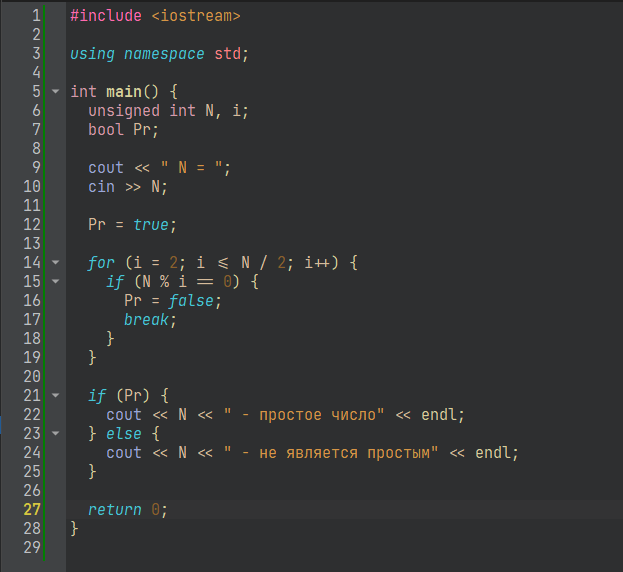 1 #include <iostream>
2
3 using namespace std;
4
5 int main() {
6   unsigned int N, i;
7   bool Pr;
8
9   cout << " N = ";
10   cin >> N;
11
12   Pr = true;
13
14   for (i = 2; i <= N / 2; i++) {
15     if (N % i == 0) {
16       Pr = false;
17       break;
18     }
19   }
20
21   if (Pr) {
22     cout << N << " - простое число" << endl;
23   } else {
24     cout << N << " - не является простым" << endl;
25   }
26
27   return 0;
28 }
29